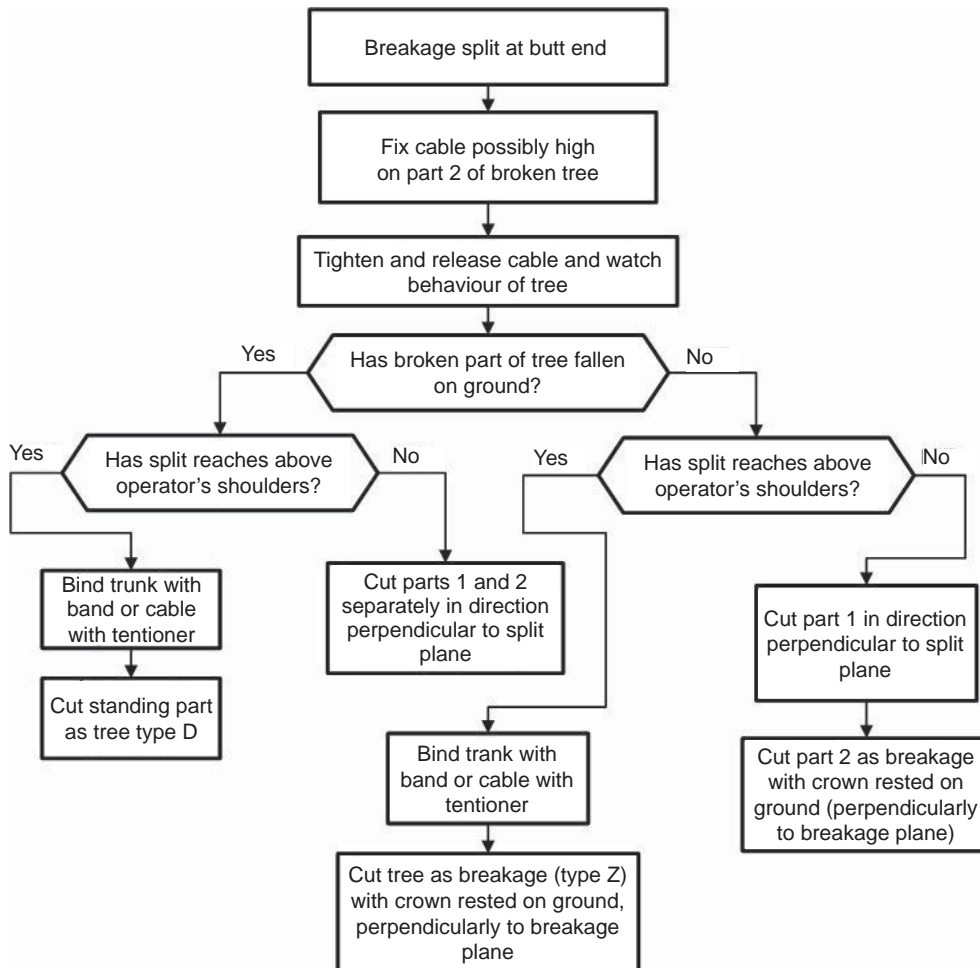 Breakage split at butt end
Fix cable possibly high
on part 2 of broken tree
Tighten and release cable and watch
behaviour of tree
Yes
Has broken part of tree fallen
on ground?
No
Yes
Has split reaches above
operator's shoulders?
No
Yes
Has split reaches above
operator's shoulders?
No
Bind trunk with
band or cable
with tentioner
Cut parts 1 and 2
separately in direction
perpendicular to split
plane
Cut part 1 in direction
perpendicular to split
plane
Cut standing part
as tree type D
Bind trank with
band or cable with
tentioner
Cut part 2 as breakage
with crown rested on
ground (perpendicularly
to breakage plane)
Cut tree as breakage (type Z)
with crown rested on ground,
perpendicularly to breakage
plane